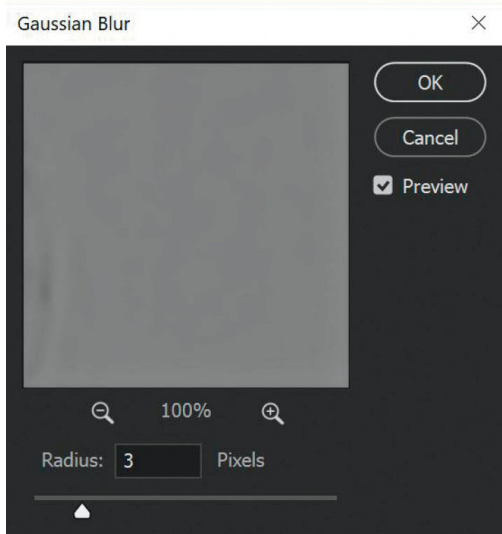 Gaussian Blur
OK
Cancel
Preview
100%
Radius: 3 Pixels